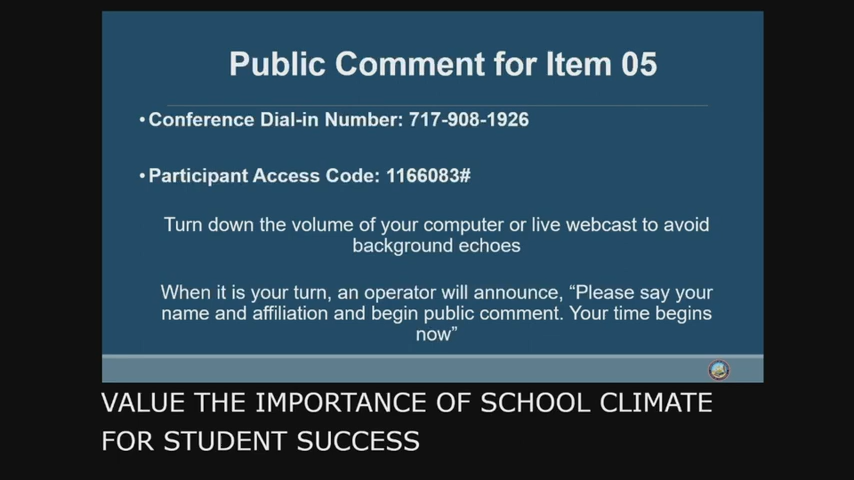 Public Comment for Item 05
•Conference Dial-in Number: 717-908-1926
•Participant Access Code: 1166083#
Turn down the volume of your computer or live webcast to avoid
background echoes
When it is your turn, an operator will announce, “Please say your
name and affiliation and begin public comment. Your time begins
now”
VALUE THE IMPORTANCE OF SCHOOL CLIMATE
FOR STUDENT SUCCESS